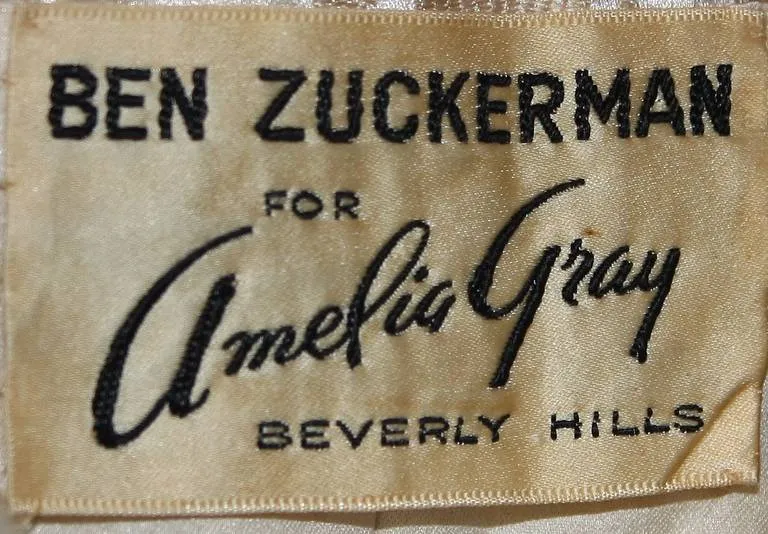 BEN ZUCKERMAN
FOR
Amelia Gray
BEVERLY HILLS